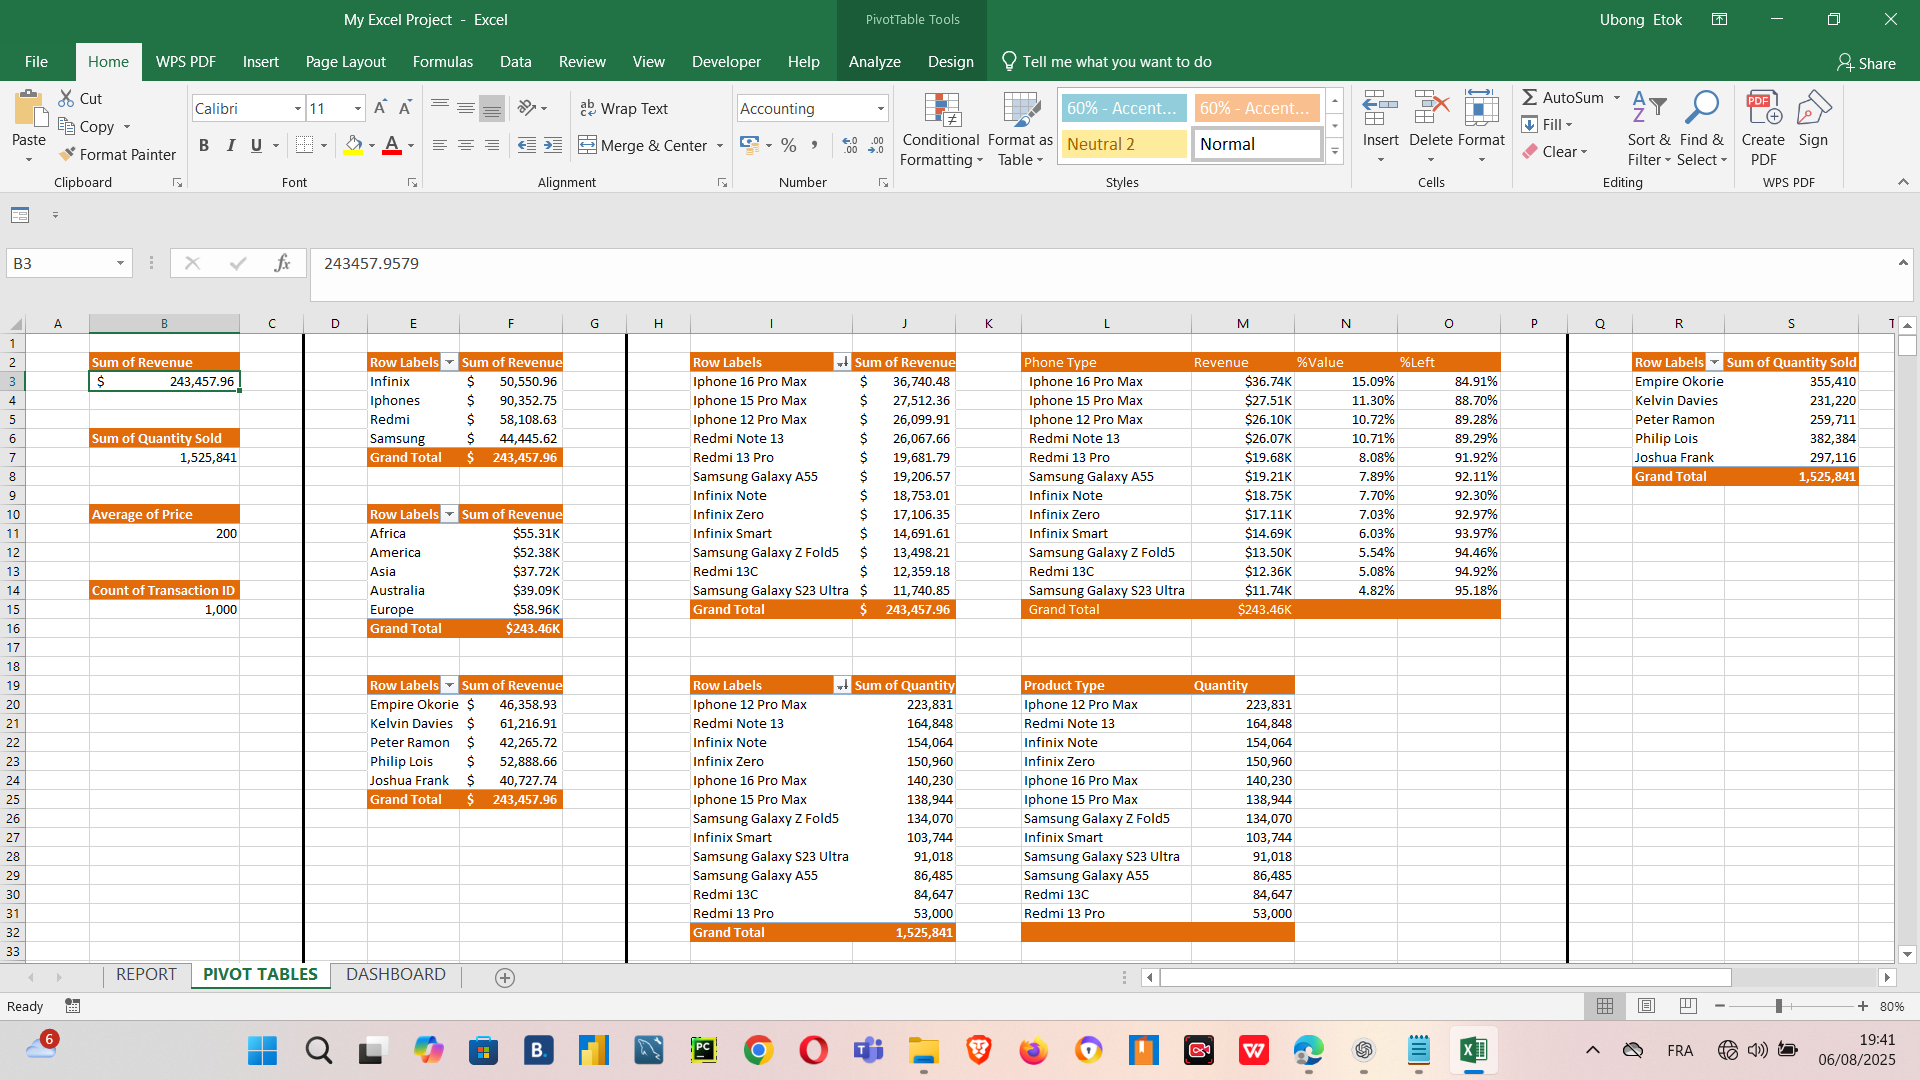 My Excel Project - Excel
PivotTable Tools
Ubong Etok
File Home WPS PDF Insert Page Layout Formulas Data Review View Developer Help Analyze Design Tell me what you want to do Share
Paste
Cut
Copy
Format Painter
Clipboard
Calibri 11
B I U
Font
Wrap Text
Merge & Center
Alignment
Accounting
Number
Conditional Formatting
Format as Table
60% - Accent... 60% - Accent...
Neutral 2 Normal
Styles
Insert Delete Format
Cells
AutoSum
Fill
Clear
Sort & Filter
Find & Select
Editing
Create PDF
Sign
WPS PDF
B3 fx 243457.9579
A B C D E F G H I J K L M N O P Q R S T
1
2 Sum of Revenue Row Labels Sum of Revenue Row Labels Sum of Revenue Phone Type Revenue %Value %Left Row Labels Sum of Quantity Sold
3 $ 243,457.96 Infinix $ 50,550.96 Iphone 16 Pro Max $ 36,740.48 Iphone 16 Pro Max $36.74K 15.09% 84.91% Empire Okorie 355,410
4 Iphones $ 90,352.75 Iphone 15 Pro Max $ 27,512.36 Iphone 15 Pro Max $27.51K 11.30% 88.70% Kelvin Davies 231,220
5 Redmi $ 58,108.63 Iphone 12 Pro Max $ 26,099.91 Iphone 12 Pro Max $26.10K 10.72% 89.28% Peter Ramon 259,711
6 Sum of Quantity Sold Samsung $ 44,445.62 Redmi Note 13 $ 26,067.66 Redmi Note 13 $26.07K 10.71% 89.29% Philip Lois 382,384
7 1,525,841 Grand Total $ 243,457.96 Redmi 13 Pro $ 19,681.79 Redmi 13 Pro $19.68K 8.08% 91.92% Joshua Frank 297,116
8 Samsung Galaxy A55 $ 19,206.57 Samsung Galaxy A55 $19.21K 7.89% 92.11% Grand Total 1,525,841
9 Infinix Note $ 18,753.01 Infinix Note $18.75K 7.70% 92.30%
10 Average of Price Row Labels Sum of Revenue Infinix Zero $ 17,106.35 Infinix Zero $17.11K 7.03% 92.97%
11 200 Africa $55.31K Infinix Smart $ 14,691.61 Infinix Smart $14.69K 6.03% 93.97%
12 America $52.38K Samsung Galaxy Z Fold5 $ 13,498.21 Samsung Galaxy Z Fold5 $13.50K 5.54% 94.46%
13 Asia $37.72K Redmi 13C $ 12,359.18 Redmi 13C $12.36K 5.08% 94.92%
14 Count of Transaction ID Australia $39.09K Samsung Galaxy S23 Ultra $ 11,740.85 Samsung Galaxy S23 Ultra $11.74K 4.82% 95.18%
15 1,000 Europe $58.96K Grand Total $ 243,457.96 Grand Total $243.46K
16 Grand Total $243.46K
17
18
19 Row Labels Sum of Revenue Row Labels Sum of Quantity Product Type Quantity
20 Empire Okorie $ 46,358.93 Iphone 12 Pro Max 223,831 Iphone 12 Pro Max 223,831
21 Kelvin Davies $ 61,216.91 Redmi Note 13 164,848 Redmi Note 13 164,848
22 Peter Ramon $ 42,265.72 Infinix Note 154,064 Infinix Note 154,064
23 Philip Lois $ 52,888.66 Infinix Zero 150,960 Infinix Zero 150,960
24 Joshua Frank $ 40,727.74 Iphone 16 Pro Max 140,230 Iphone 16 Pro Max 140,230
25 Grand Total $ 243,457.96 Iphone 15 Pro Max 138,944 Iphone 15 Pro Max 138,944
26 Samsung Galaxy Z Fold5 134,070 Samsung Galaxy Z Fold5 134,070
27 Infinix Smart 103,744 Infinix Smart 103,744
28 Samsung Galaxy S23 Ultra 91,018 Samsung Galaxy S23 Ultra 91,018
29 Samsung Galaxy A55 86,485 Samsung Galaxy A55 86,485
30 Redmi 13C 84,647 Redmi 13C 84,647
31 Redmi 13 Pro 53,000 Redmi 13 Pro 53,000
32 Grand Total 1,525,841
33
REPORT PIVOT TABLES DASHBOARD
Ready 80%
6 FRA 19:41
06/08/2025